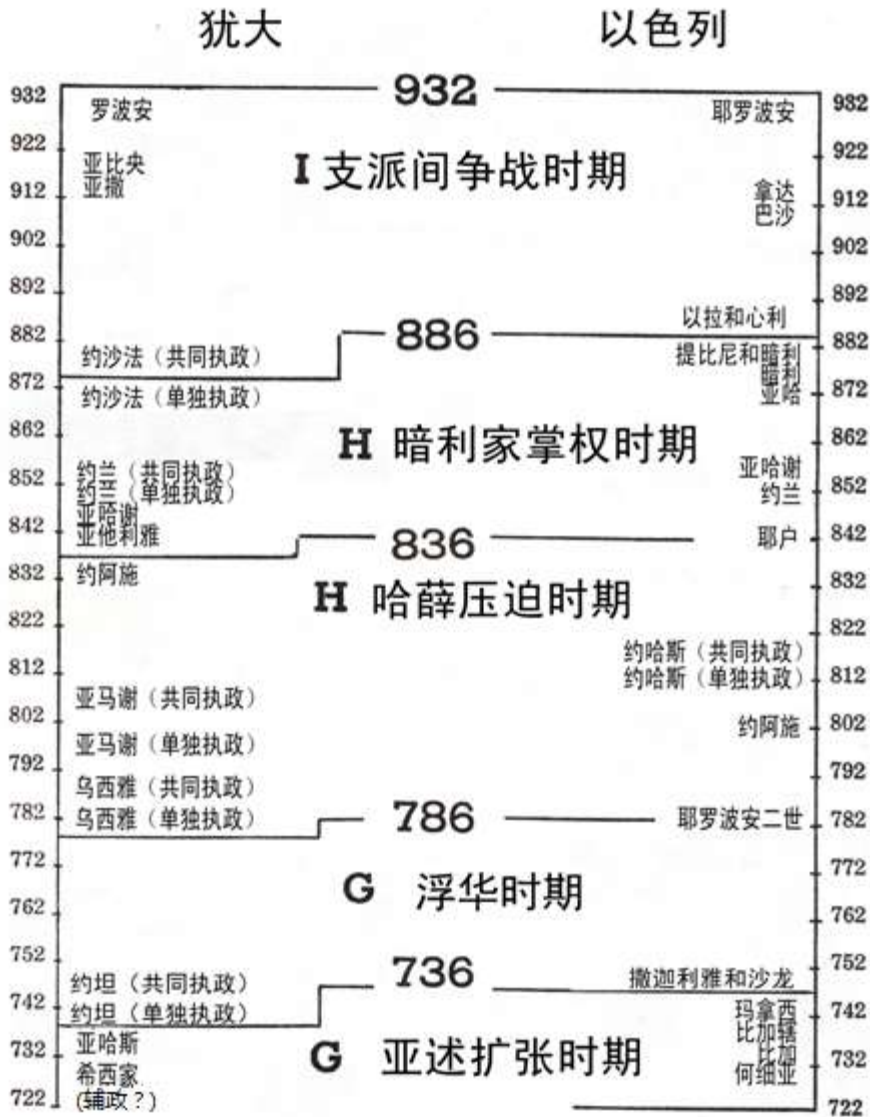 犹大 以色列
932 932 932
罗波安 耶罗波安
922 922
亚比央 I 支派间争战时期
亚撒 拿达
912 912
巴沙
902 902
892 892
以拉和心利
882 886 882
约沙法（共同执政） 提比尼和暗利
暗利
872 872
约沙法（单独执政） 亚哈
862 862
H 暗利家掌权时期
约兰（共同执政） 亚哈谢
852 852
约兰（单独执政） 约兰
亚哈谢
842 842
亚他利雅 836 耶户
832 832
约阿施
H 哈薛压迫时期
822 822
约哈斯（共同执政）
812 812
约哈斯（单独执政）
亚马谢（共同执政）
802 802
约阿施
亚马谢（单独执政）
792 792
乌西雅（共同执政）
782 782
乌西雅（单独执政） 786 耶罗波安二世
772 772
G 浮华时期
762 762
752 752
约坦（共同执政） 736 撒迦利雅和沙龙
742 742
约坦（单独执政） 玛拿西
比加辖
亚哈斯 G 亚述扩张时期 比加
732 732
希西家 何细亚
722 722
(辅政？)